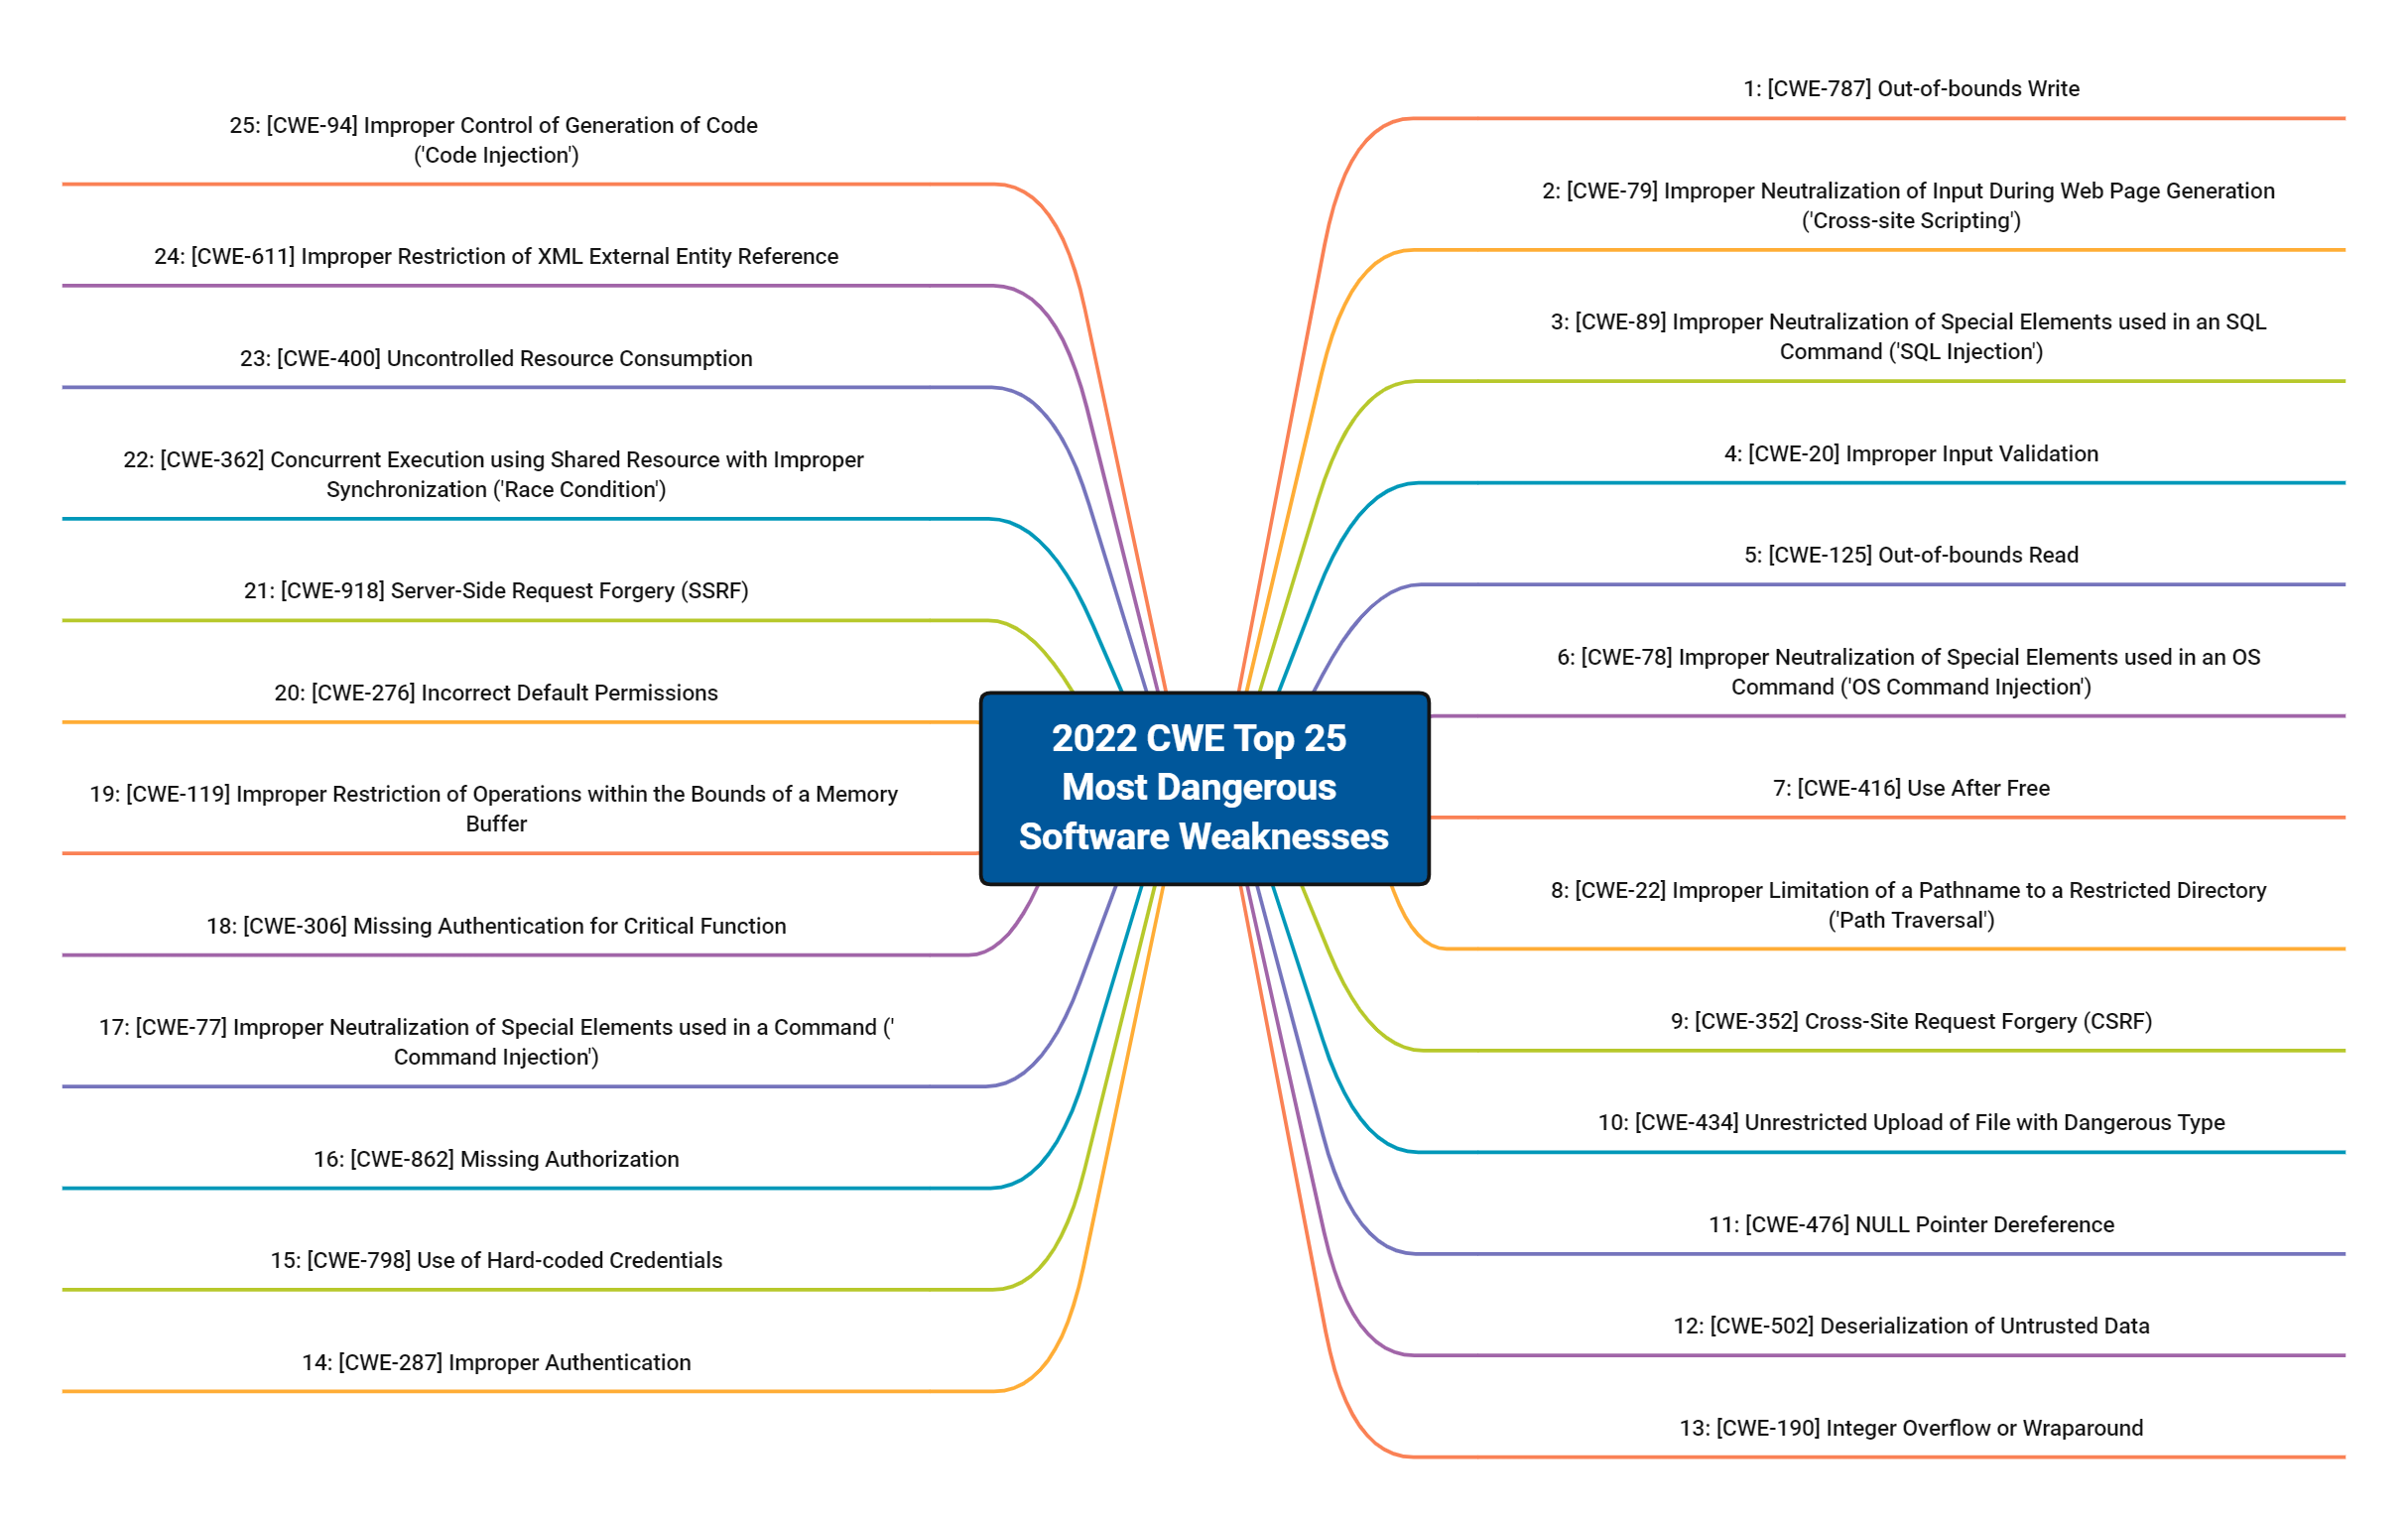 2022 CWE Top 25
Most Dangerous
Software Weaknesses
1: [CWE-787] Out-of-bounds Write
2: [CWE-79] Improper Neutralization of Input During Web Page Generation
('Cross-site Scripting')
3: [CWE-89] Improper Neutralization of Special Elements used in an SQL
Command ('SQL Injection')
4: [CWE-20] Improper Input Validation
5: [CWE-125] Out-of-bounds Read
6: [CWE-78] Improper Neutralization of Special Elements used in an OS
Command ('OS Command Injection')
7: [CWE-416] Use After Free
8: [CWE-22] Improper Limitation of a Pathname to a Restricted Directory
('Path Traversal')
9: [CWE-352] Cross-Site Request Forgery (CSRF)
10: [CWE-434] Unrestricted Upload of File with Dangerous Type
11: [CWE-476] NULL Pointer Dereference
12: [CWE-502] Deserialization of Untrusted Data
13: [CWE-190] Integer Overflow or Wraparound
14: [CWE-287] Improper Authentication
15: [CWE-798] Use of Hard-coded Credentials
16: [CWE-862] Missing Authorization
17: [CWE-77] Improper Neutralization of Special Elements used in a Command ('
Command Injection')
18: [CWE-306] Missing Authentication for Critical Function
19: [CWE-119] Improper Restriction of Operations within the Bounds of a Memory
Buffer
20: [CWE-276] Incorrect Default Permissions
21: [CWE-918] Server-Side Request Forgery (SSRF)
22: [CWE-362] Concurrent Execution using Shared Resource with Improper
Synchronization ('Race Condition')
23: [CWE-400] Uncontrolled Resource Consumption
24: [CWE-611] Improper Restriction of XML External Entity Reference
25: [CWE-94] Improper Control of Generation of Code
('Code Injection')